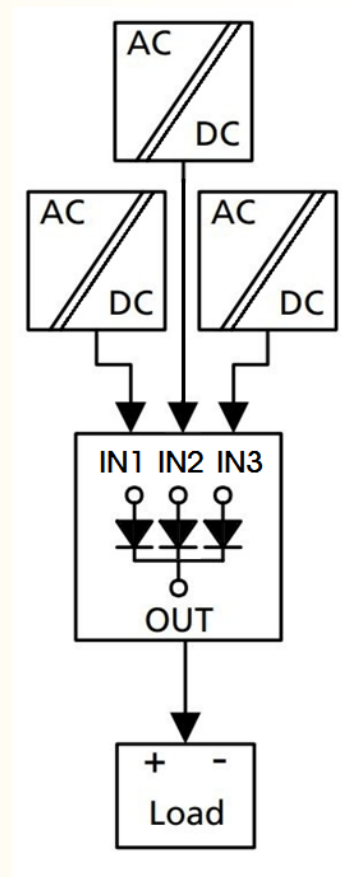 AC
DC
AC
DC
AC
DC
IN1 IN2 IN3
OUT
+ -
Load